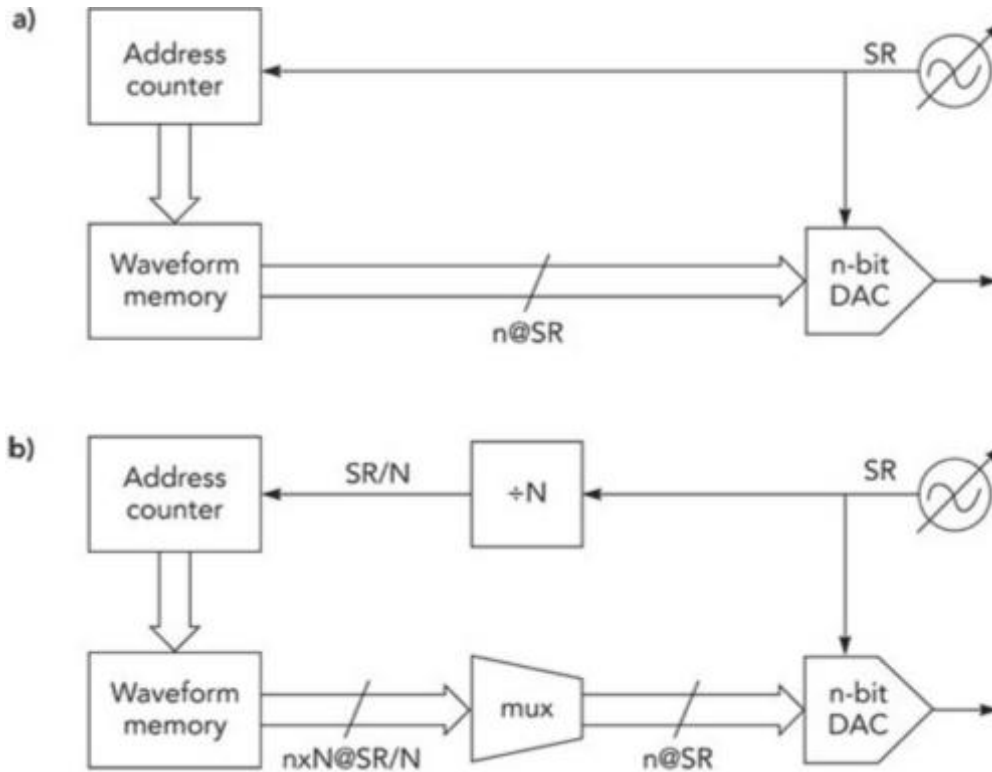 a)
Address
counter
SR
Waveform
memory
n@SR
n-bit
DAC
b)
Address
counter
SR/N
÷N
SR
Waveform
memory
nxN@SR/N
mux
n@SR
n-bit
DAC